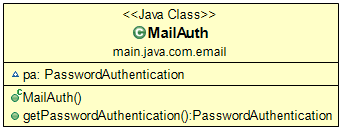 <<Java Class>>
MailAuth
main.java.com.email
pa: PasswordAuthentication
MailAuth()
getPasswordAuthentication():PasswordAuthentication